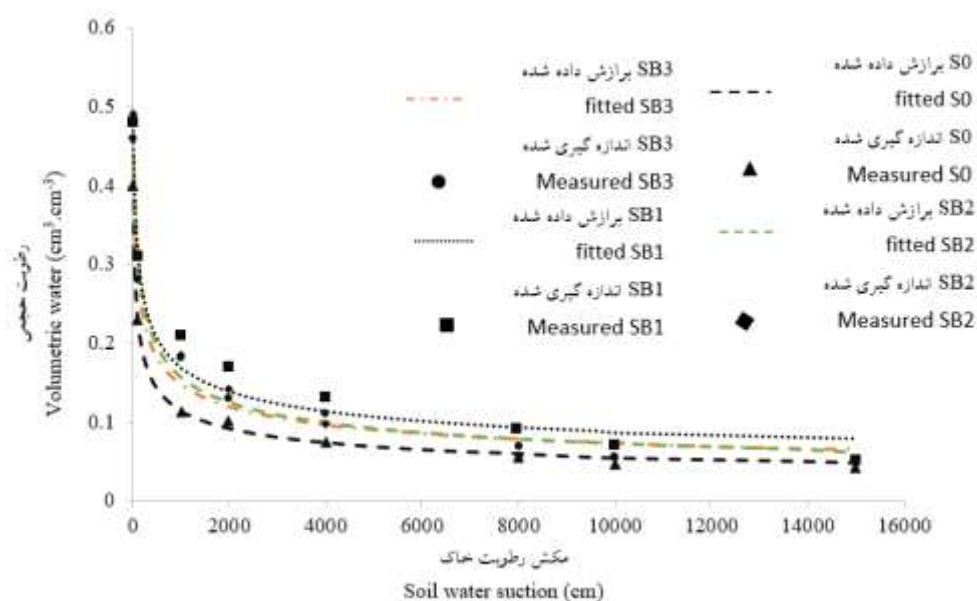 0.6
0.5
0.4
0.3
0.2
0.1
0
رطوبت حجمی
Volumetric water (cm³.cm⁻³)
SB3 برازش داده شده
fitted SB3
SB3 اندازه گیری شده
Measured SB3
SB1 برازش داده شده
fitted SB1
SB1 اندازه گیری شده
Measured SB1
S0 برازش داده شده
fitted S0
S0 اندازه گیری شده
Measured S0
SB2 برازش داده شده
fitted SB2
SB2 اندازه گیری شده
Measured SB2
0 2000 4000 6000 8000 10000 12000 14000 16000
مکش رطوبت خاک
Soil water suction (cm)